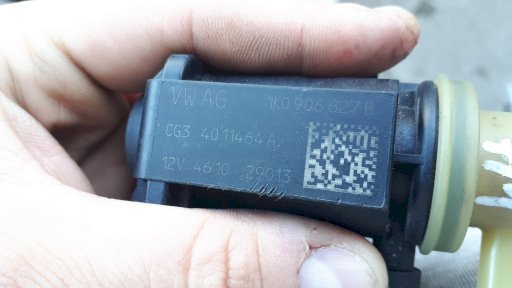 VW AG 1K0 906 627 B
CG3 4011464 A
12V 4610 29013